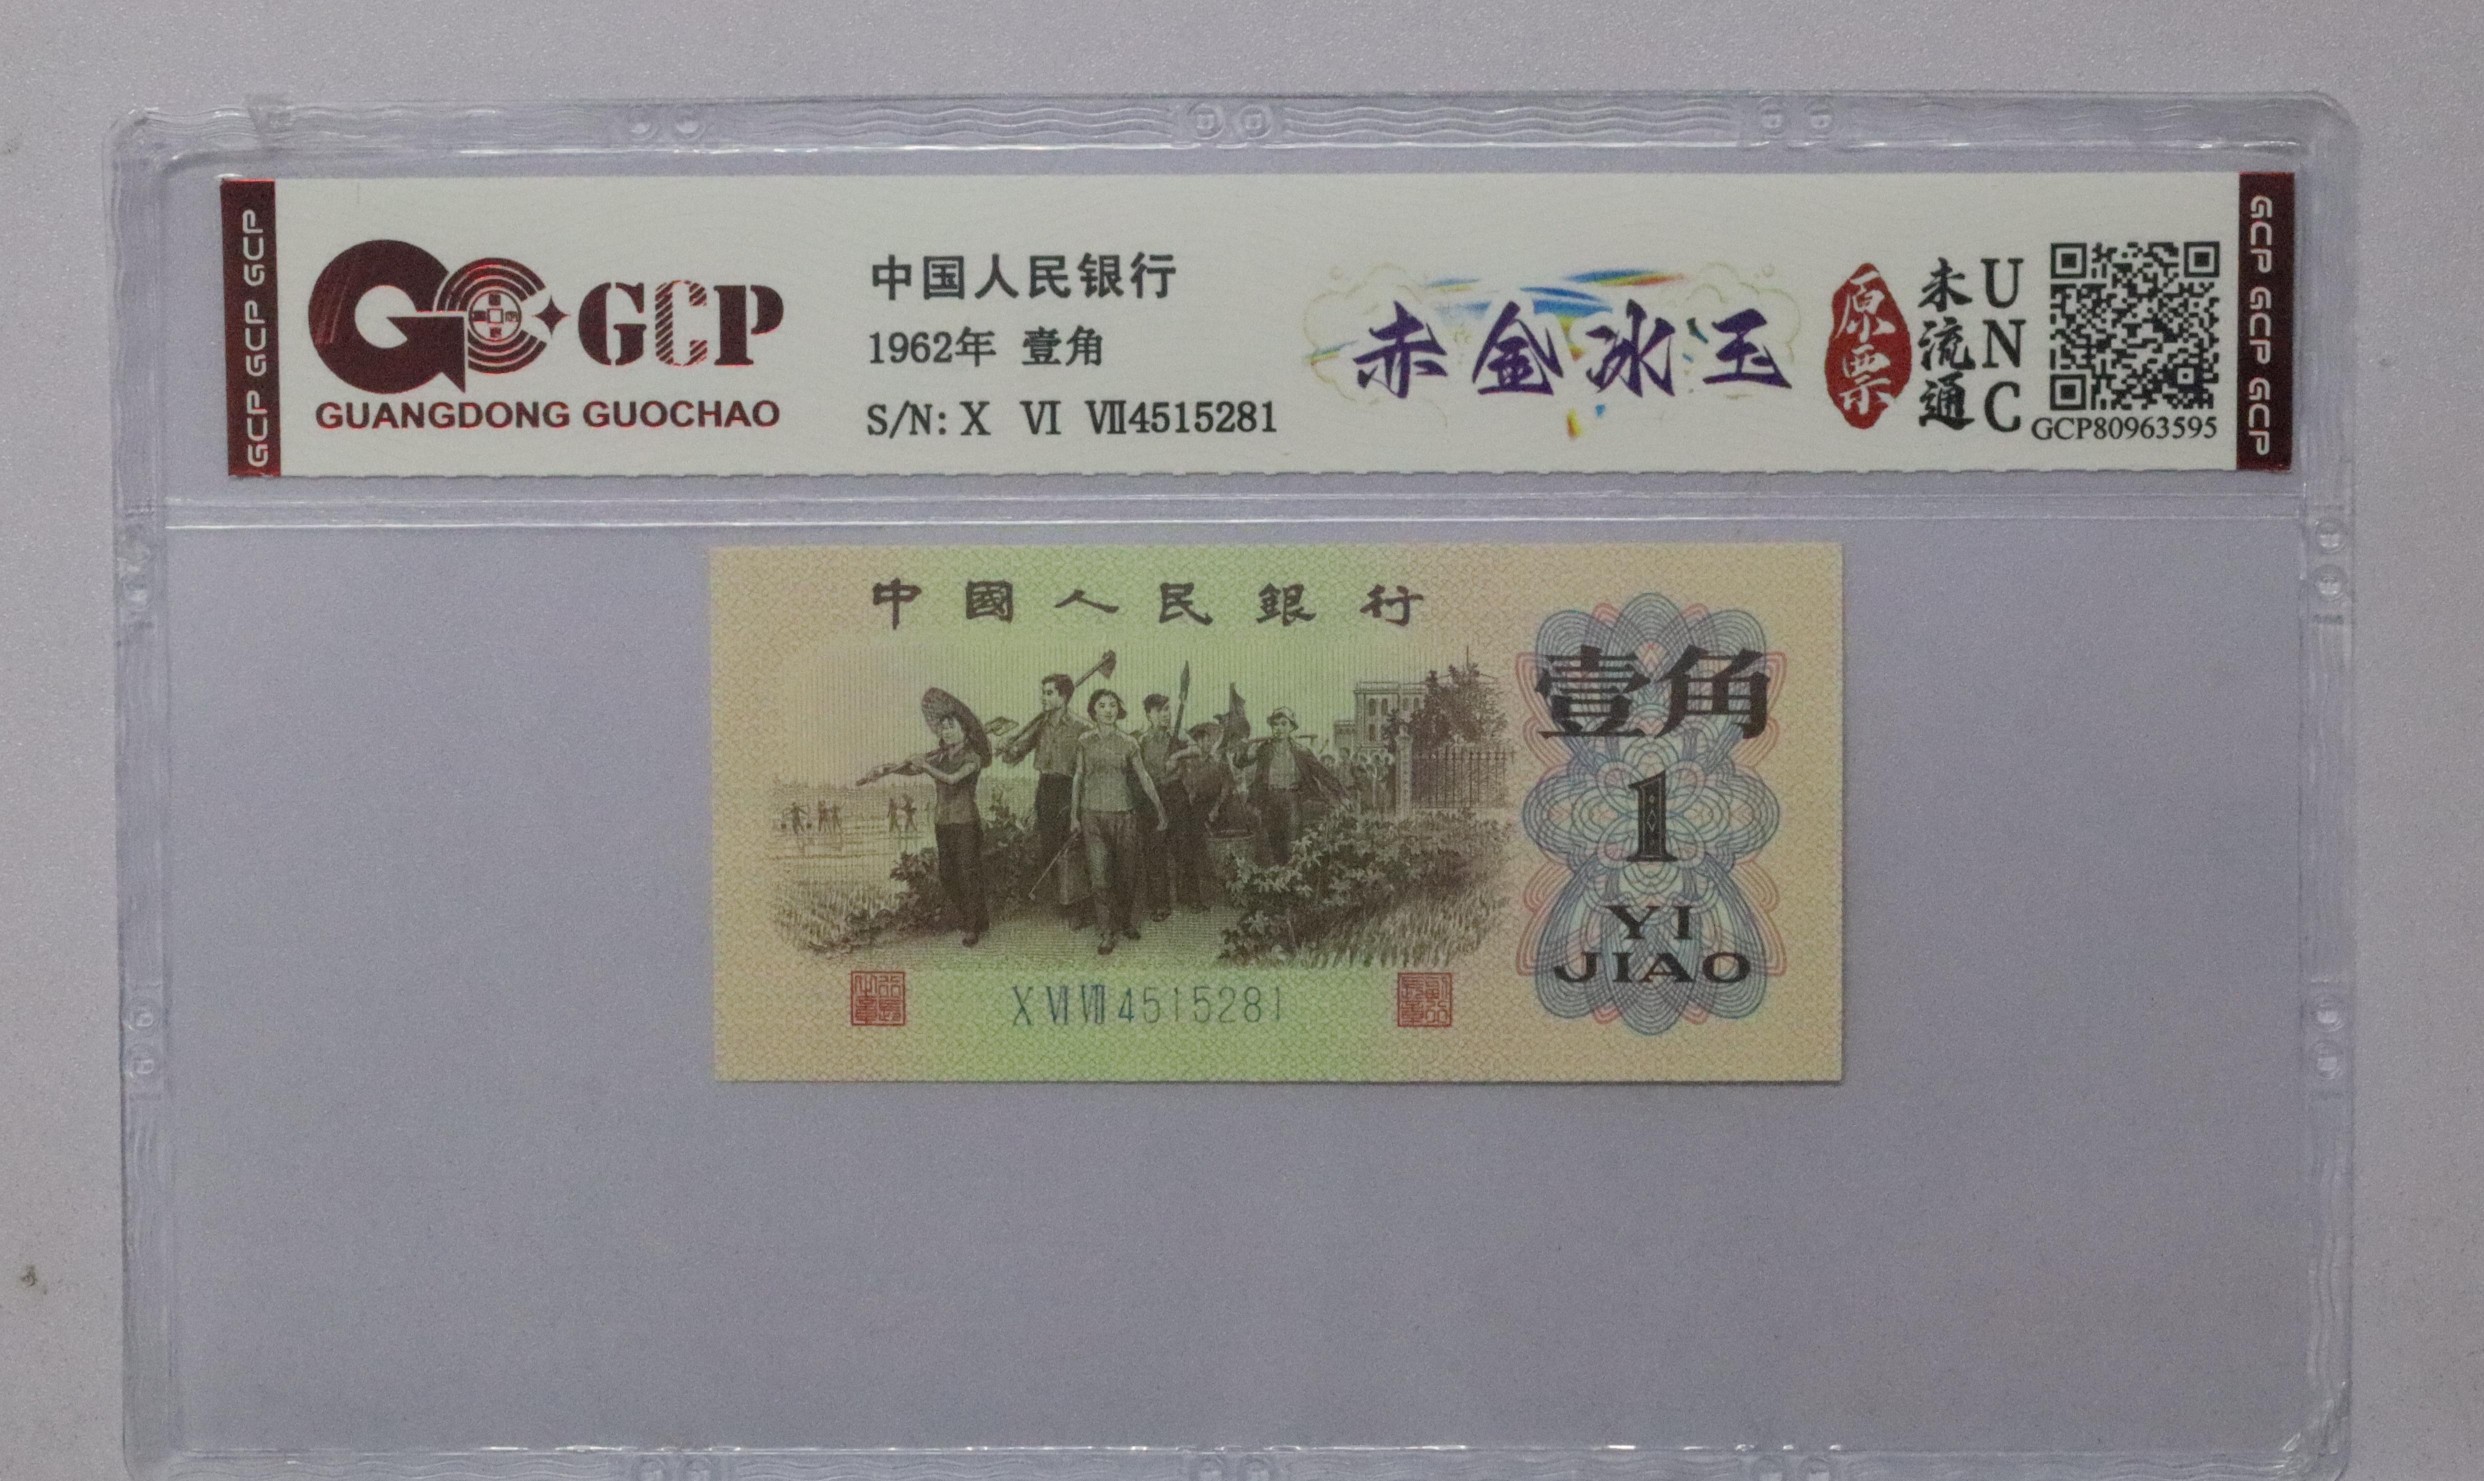 GCP GCP GCP
GCP
GUANGDONG GUOCHAO
中国人民银行
1962年 壹角
S/N: X VI VII4515281
赤金冰玉
原票
未流通
UNC
GCP80963595
GCP GCP GCP
中國人民銀行
壹角
1
YI
JIAO
X VI VII 4515281